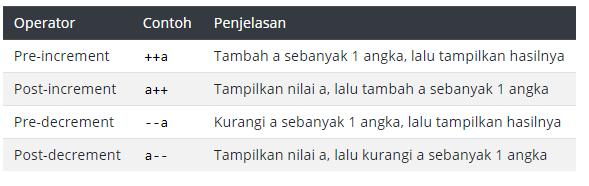 Operator Contoh Penjelasan
Pre-increment ++a Tambah a sebanyak 1 angka, lalu tampilkan hasilnya
Post-increment a++ Tampilkan nilai a, lalu tambah a sebanyak 1 angka
Pre-decrement --a Kurangi a sebanyak 1 angka, lalu tampilkan hasilnya
Post-decrement a-- Tampilkan nilai a, lalu kurangi a sebanyak 1 angka